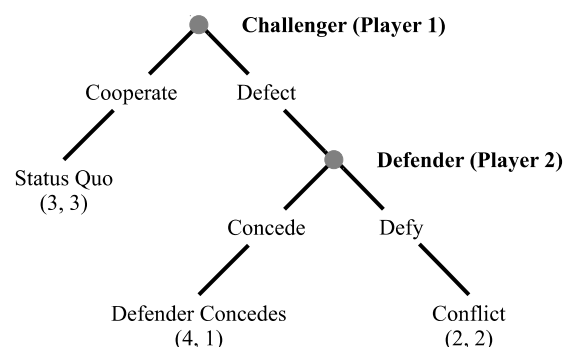 Challenger (Player 1)
Cooperate
Defect
Status Quo
(3, 3)
Defender (Player 2)
Concede
Defy
Defender Concedes
(4, 1)
Conflict
(2, 2)